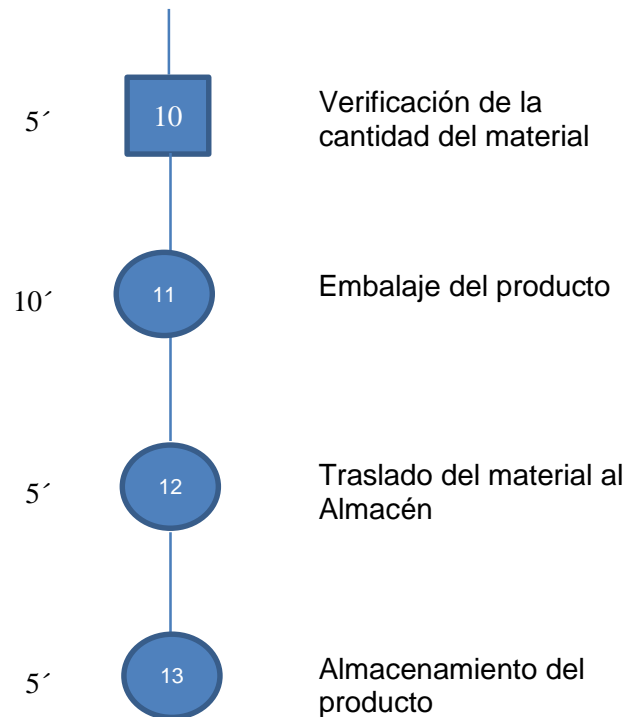 5´
10
Verificación de la
cantidad del material
10´
11
Embalaje del producto
5´
12
Traslado del material al
Almacén
5´
13
Almacenamiento del
producto